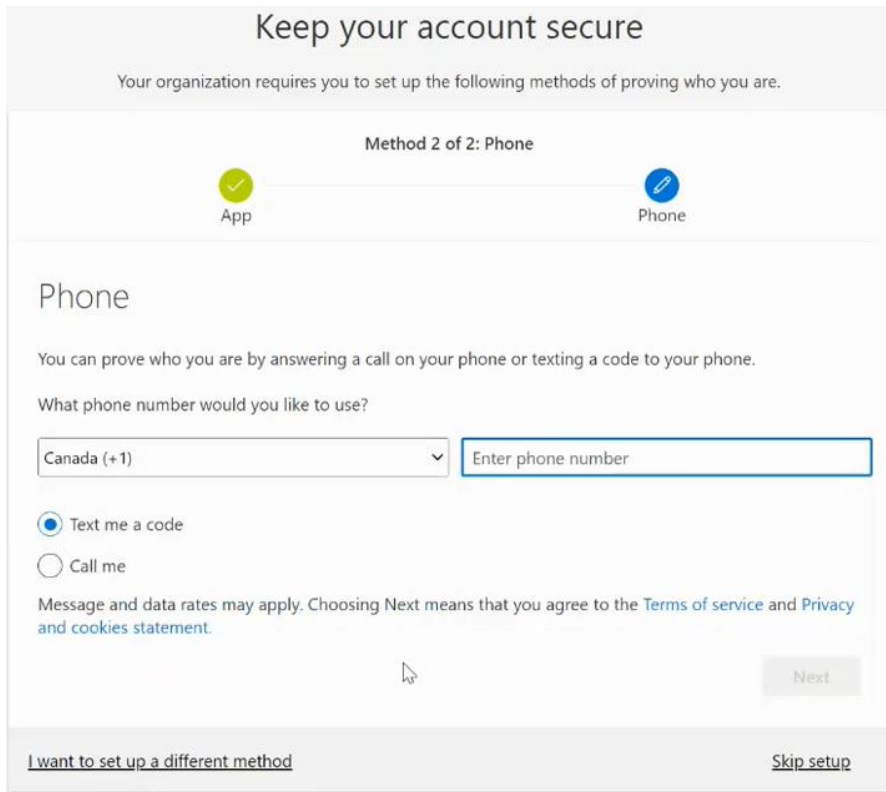 Keep your account secure
Your organization requires you to set up the following methods of proving who you are.
Method 2 of 2: Phone
App
Phone
Phone
You can prove who you are by answering a call on your phone or texting a code to your phone.
What phone number would you like to use?
Canada (+1)
Enter phone number
Text me a code
Call me
Message and data rates may apply. Choosing Next means that you agree to the Terms of service and Privacy
and cookies statement.
Next
I want to set up a different method
Skip setup